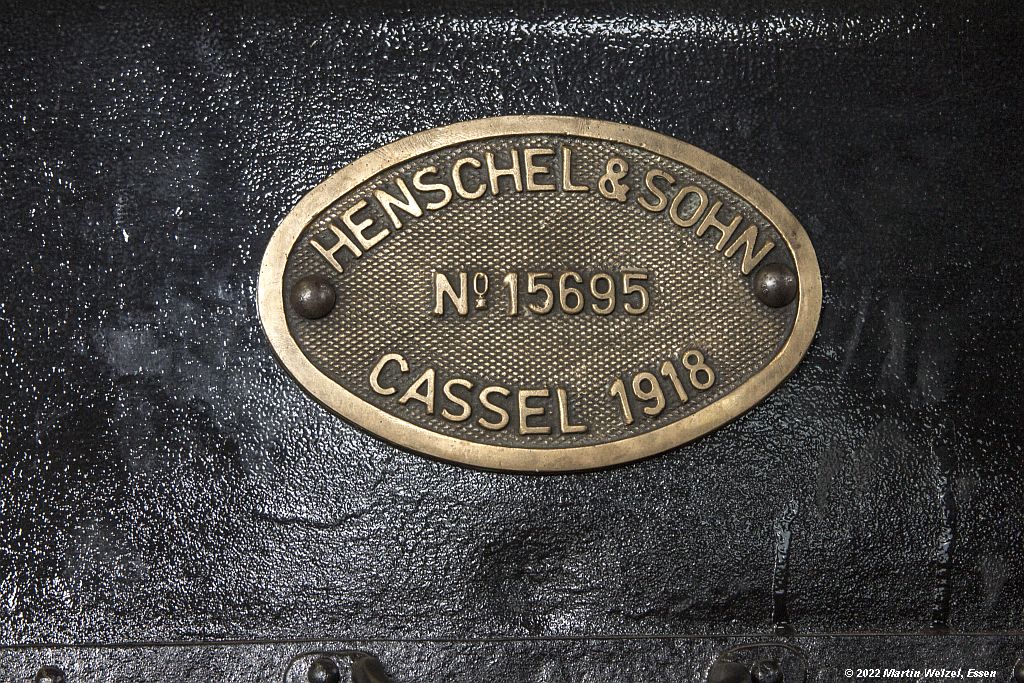 HENSCHEL & SOHN
Nº 15695
CASSEL 1918
© 2022 Martin Welzel, Essen